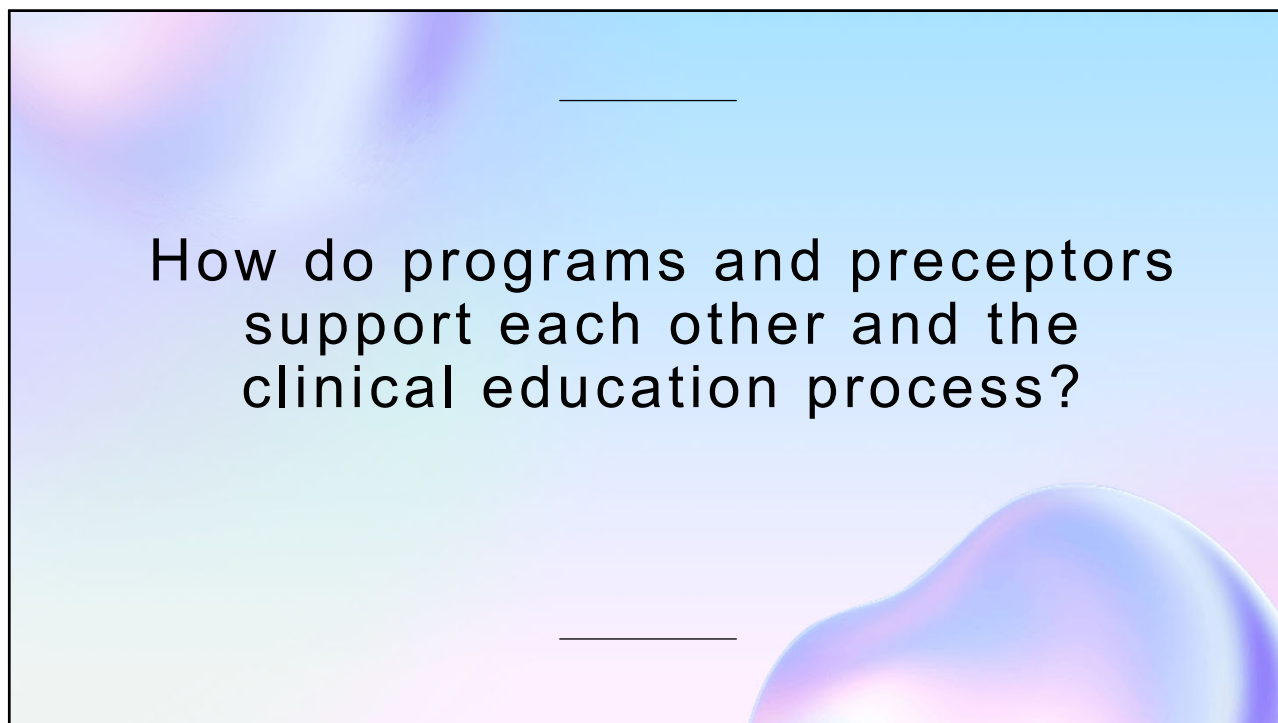 How do programs and preceptors
support each other and the
clinical education process?